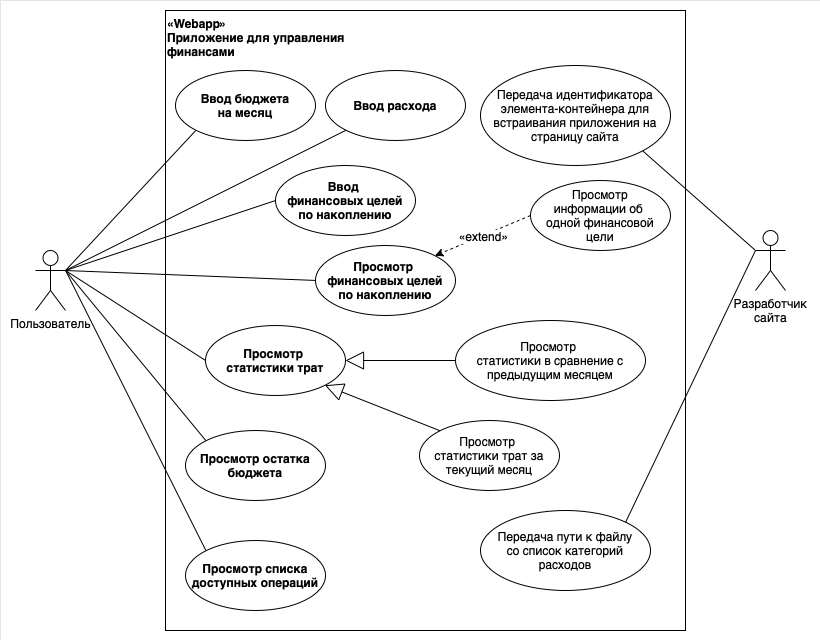 «Webapp»
Приложение для управления
финансами
Ввод бюджета
на месяц
Ввод расхода
Передача идентификатора
элемента-контейнера для
встраивания приложения на
страницу сайта
Ввод
финансовых целей
по накоплению
Просмотр
информации об
одной финансовой
цели
«extend»
Просмотр
финансовых целей
по накоплению
Пользователь
Разработчик
сайта
Просмотр
статистики трат
Просмотр
статистики в сравнение с
предыдущим месяцем
Просмотр
статистики трат за
текущий месяц
Просмотр остатка
бюджета
Передача пути к файлу
со список категорий
расходов
Просмотр списка
доступных операций